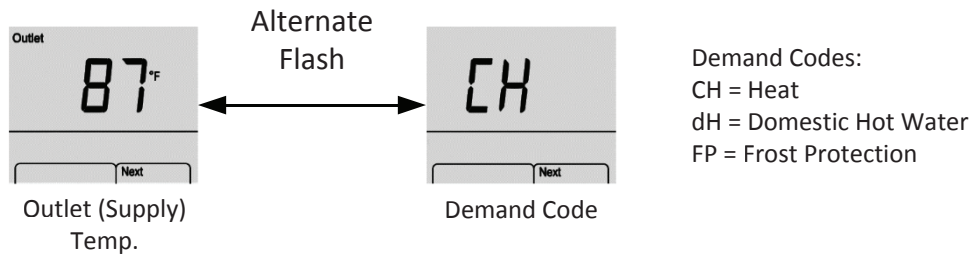 Alternate
Flash
Outlet
87°F
CH
Next
Next
Outlet (Supply)
Temp.
Demand Code
Demand Codes:
CH = Heat
dH = Domestic Hot Water
FP = Frost Protection